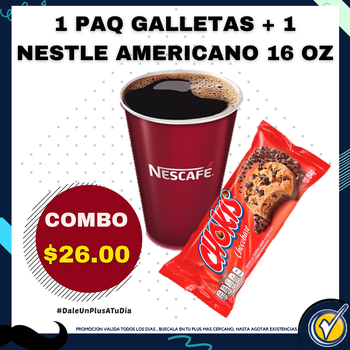 1 PAQ GALLETAS + 1
NESTLE AMERICANO 16 OZ
NESCAFÉ.
COMBO
$26.00
CHOKIS
Chocolate
#DaleUnPlusATuDia
PROMOCION VALIDA TODOS LOS DIAS , BUSCALA EN TU PLUS MAS CERCANO, HASTA AGOTAR EXISTENCIAS